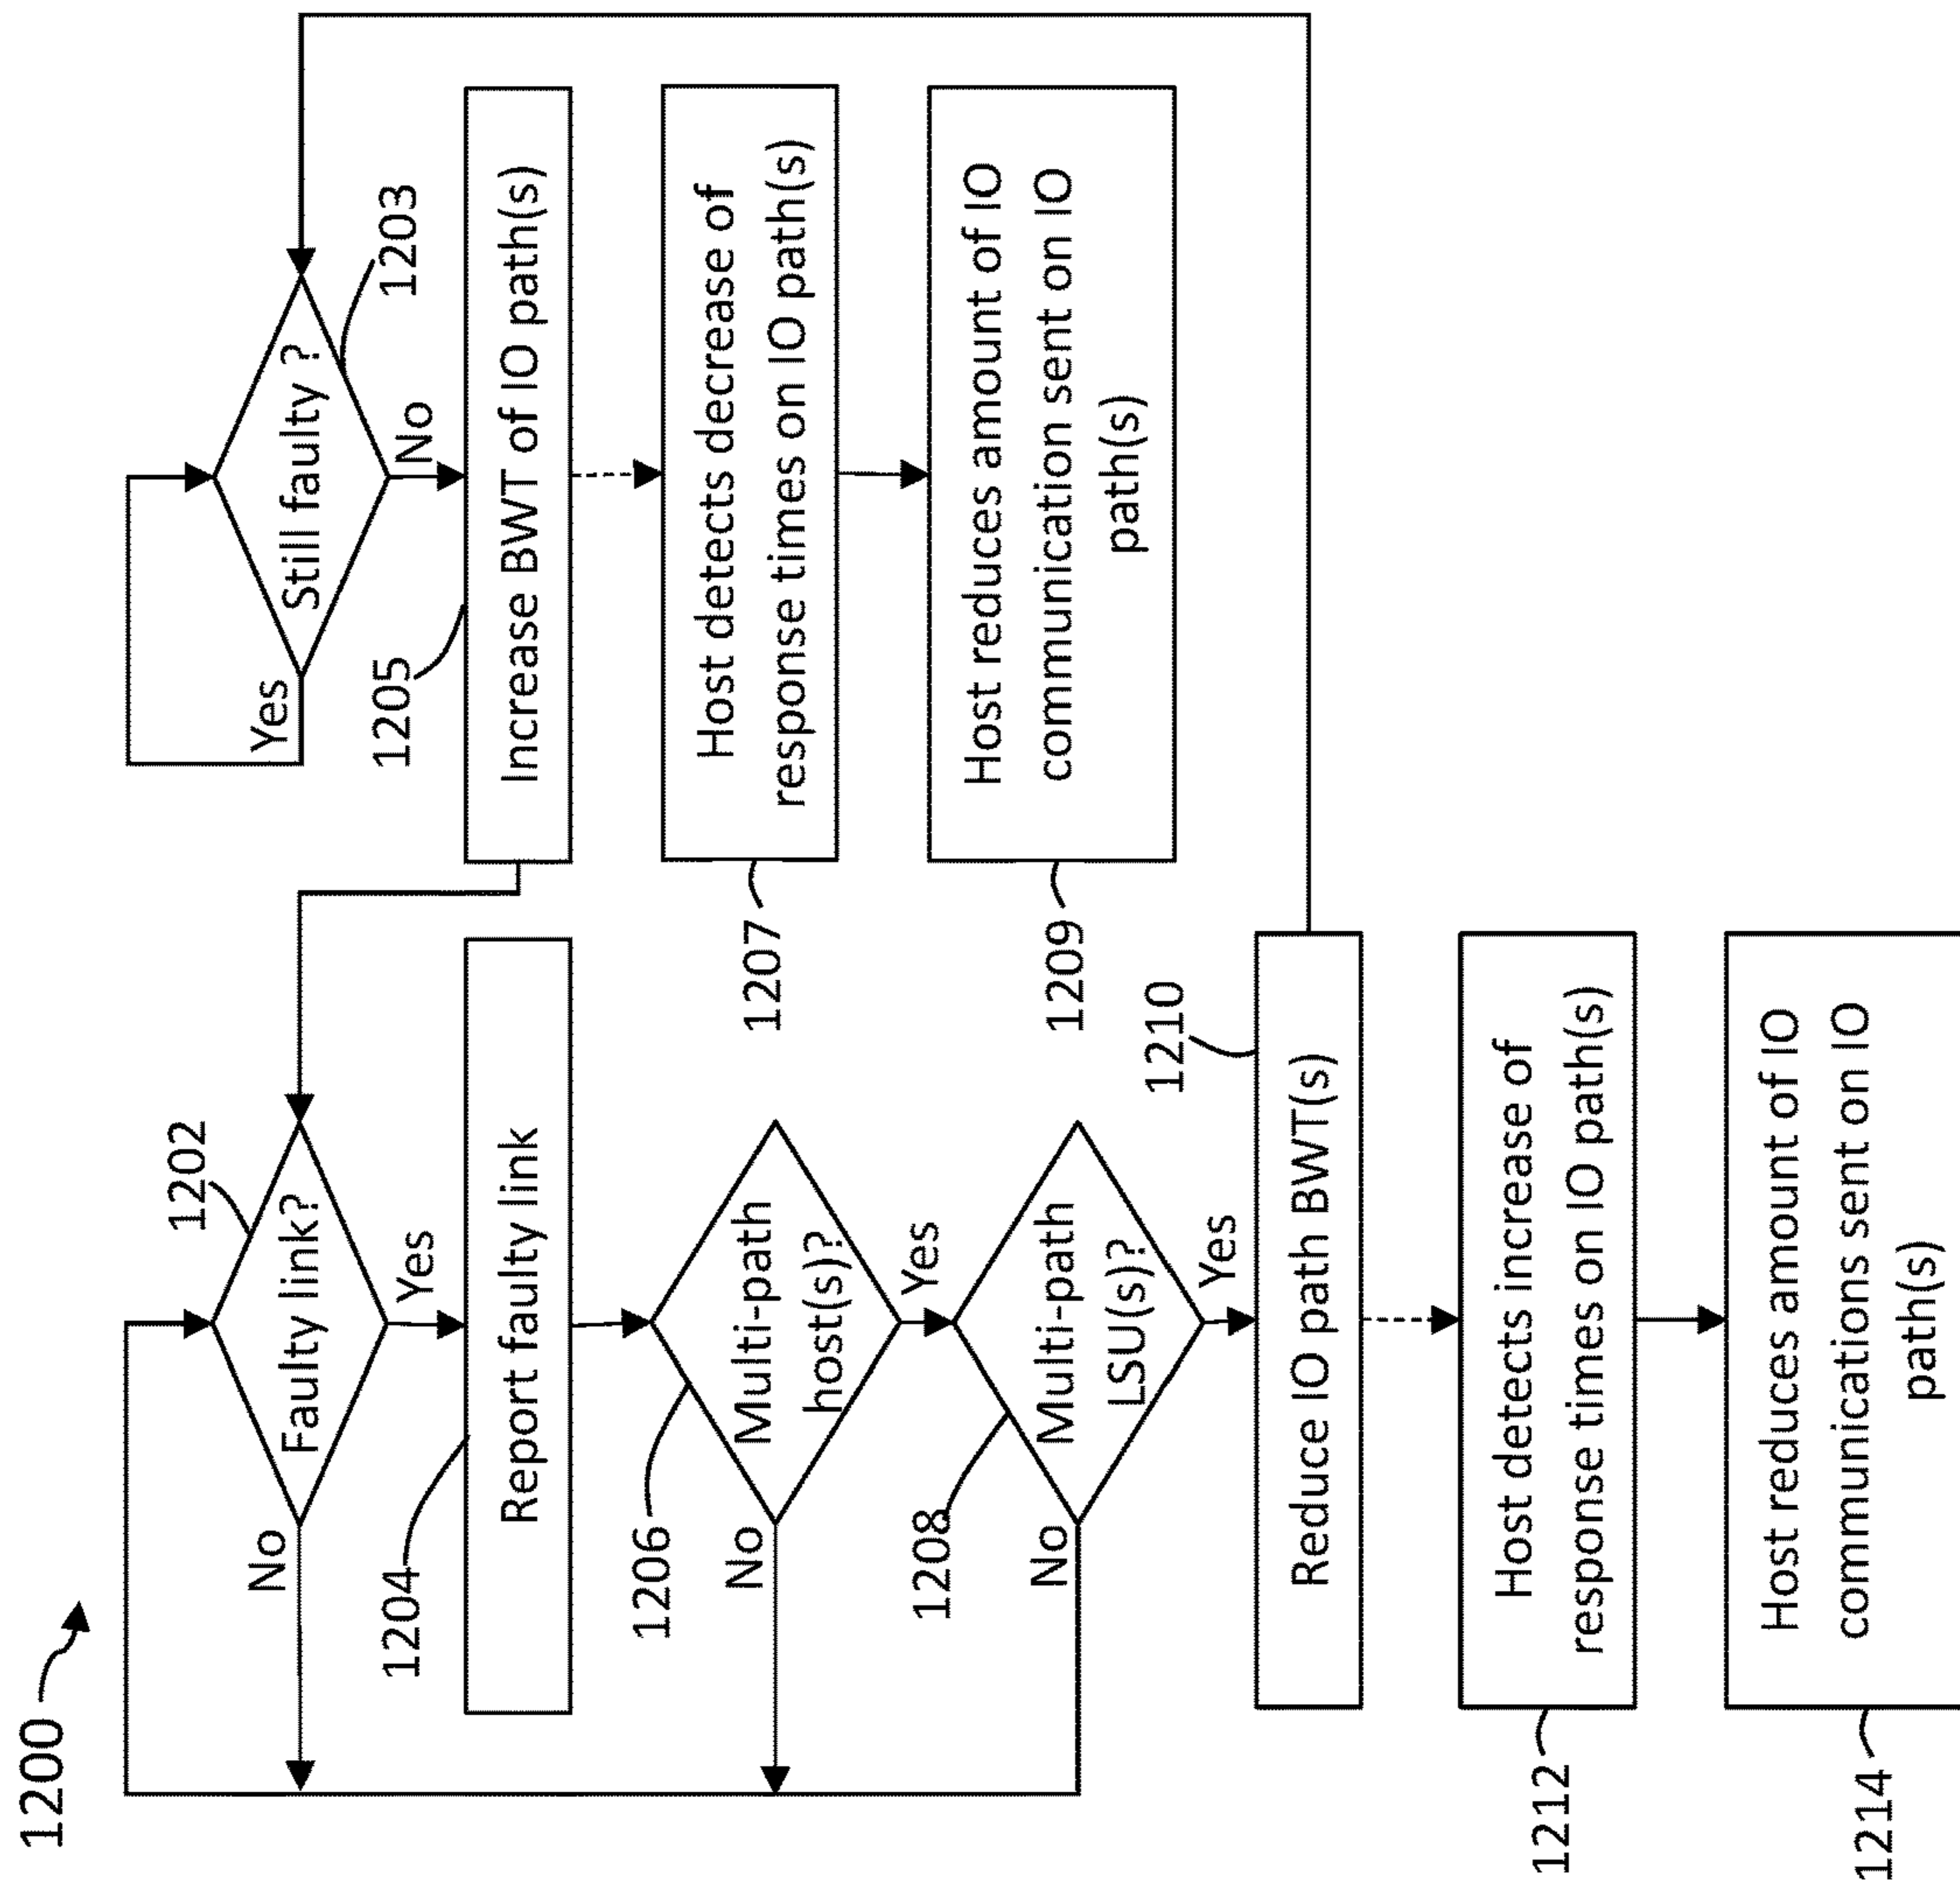 1200
1202
Faulty link?
No
Yes
1204
Report faulty link
1206
Multi-path
host(s)?
No
Yes
1208
Multi-path
LSU(s)?
No
Yes
1210
Reduce IO path BWT(s)
1212
Host detects increase of
response times on IO path(s)
1214
Host reduces amount of IO
communications sent on IO
path(s)
Still faulty ?
1203
Yes
No
1205
Increase BWT of IO path(s)
1207
Host detects decrease of
response times on IO path(s)
1209
Host reduces amount of IO
communication sent on IO
path(s)